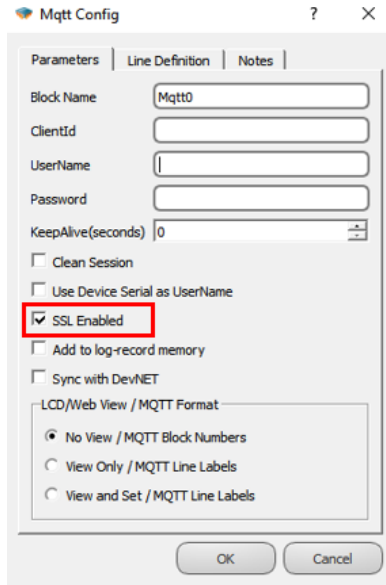 Mqtt Config ? ×
Parameters Line Definition Notes
Block Name Mqtt0
ClientId
UserName
Password
KeepAlive(seconds) 0
Clean Session
Use Device Serial as UserName
SSL Enabled
Add to log-record memory
Sync with DevNET
LCD/Web View / MQTT Format
No View / MQTT Block Numbers
View Only / MQTT Line Labels
View and Set / MQTT Line Labels
OK Cancel